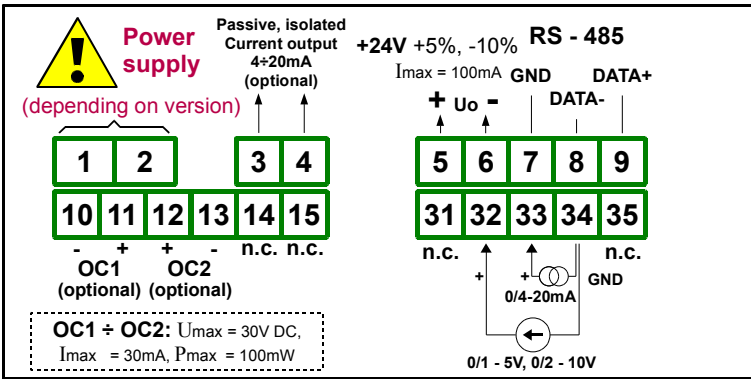 Power supply
(depending on version)
Passive, isolated
Current output
4÷20mA
(optional)
+24V +5%, -10%
Imax = 100mA
+ Uo -
RS - 485
GND
DATA-
DATA+
1 2 3 4 5 6 7 8 9
10 11 12 13 14 15 31 32 33 34 35
- + + - n.c. n.c.
OC1 OC2
(optional) (optional)
n.c. n.c.
+ +
0/4-20mA
GND
0/1 - 5V, 0/2 - 10V
OC1 ÷ OC2: Umax = 30V DC,
Imax = 30mA, Pmax = 100mW